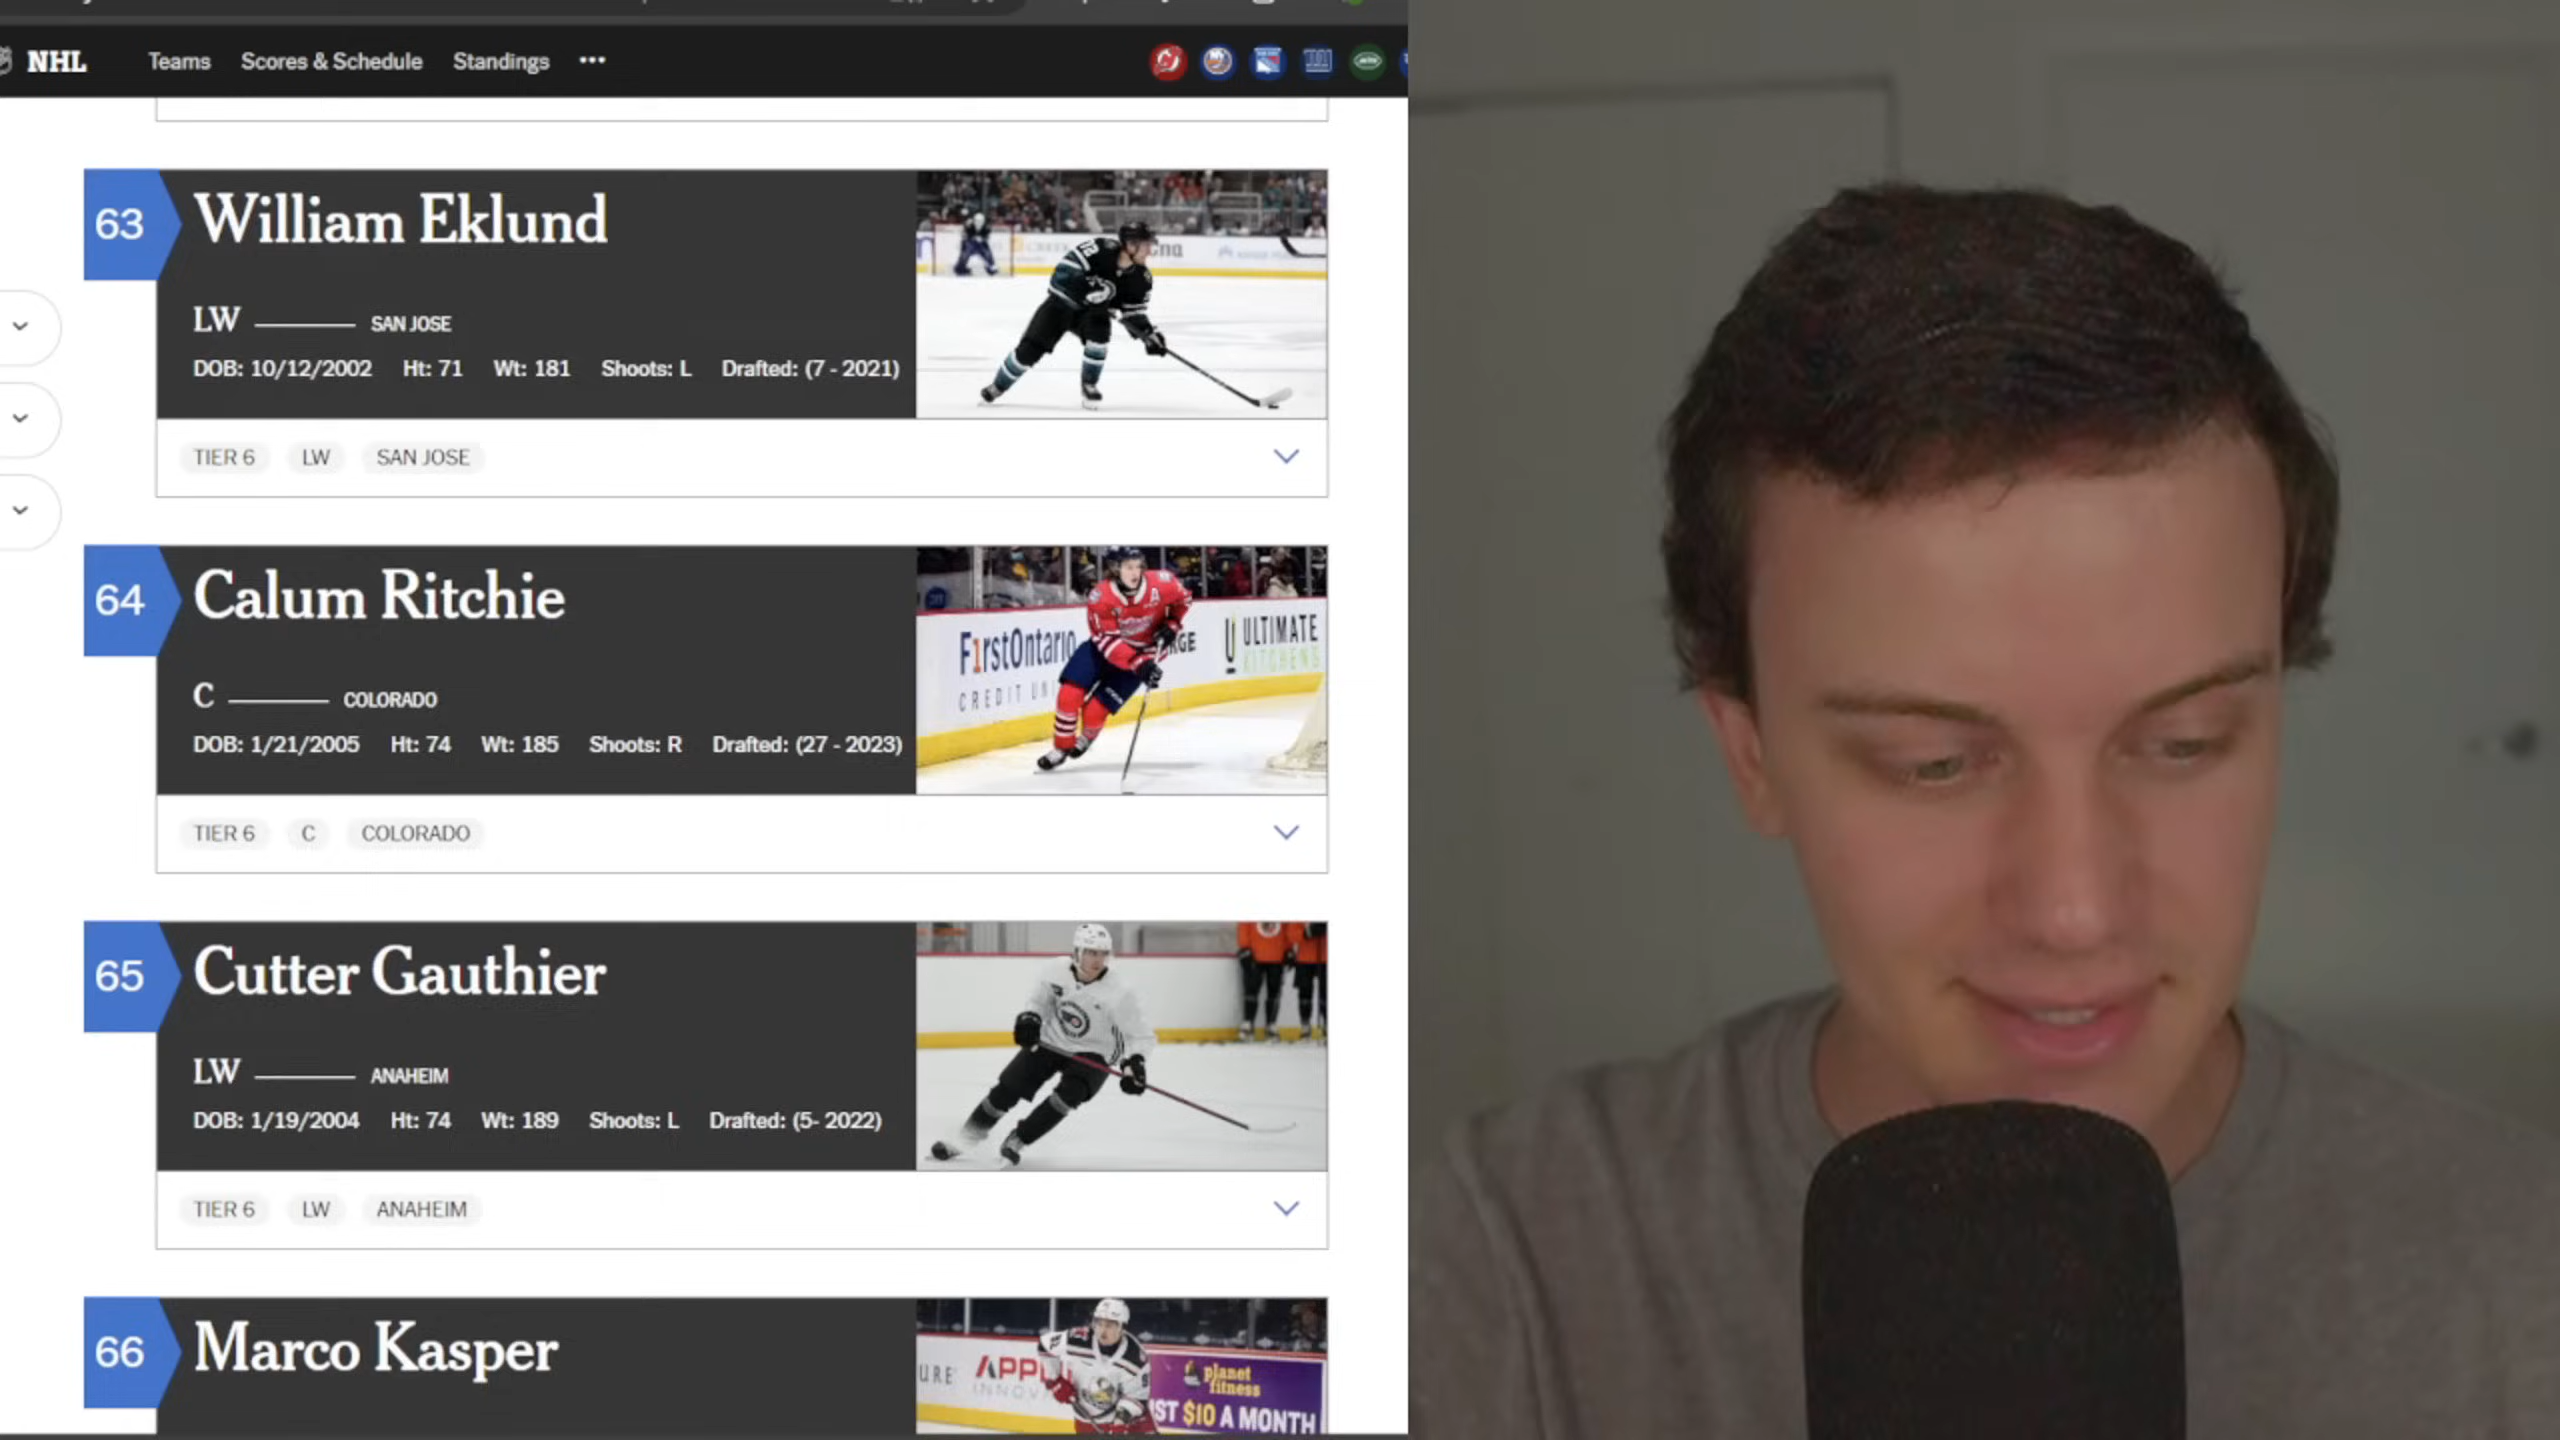 NHL Teams Scores & Schedule Standings •••
63 William Eklund
LW SAN JOSE
DOB: 10/12/2002 Ht: 71 Wt: 181 Shoots: L Drafted: (7 - 2021)
TIER 6 LW SAN JOSE
64 Calum Ritchie
FirstOntario
ULTIMATE
KITCHENS
C COLORADO
DOB: 1/21/2005 Ht: 74 Wt: 185 Shoots: R Drafted: (27 - 2023)
TIER 6 C COLORADO
65 Cutter Gauthier
LW ANAHEIM
DOB: 1/19/2004 Ht: 74 Wt: 189 Shoots: L Drafted: (5- 2022)
TIER 6 LW ANAHEIM
66 Marco Kasper
planet
fitness
$10 A MONTH